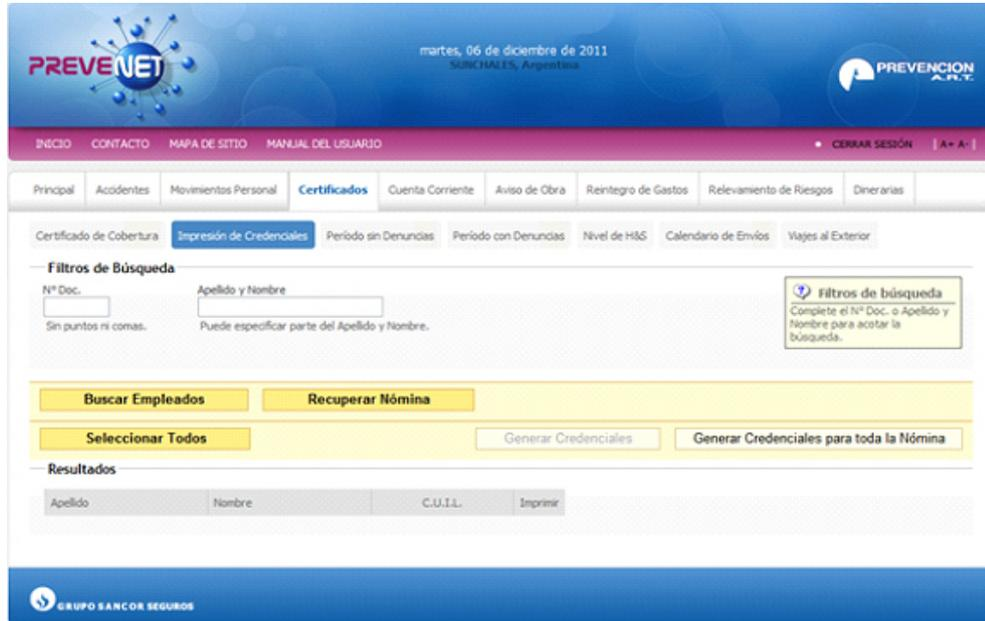 PREVENET
martes, 06 de diciembre de 2011
SUNCHALES, Argentina
PREVENCION
A.R.T.
INICIO CONTACTO MAPA DE SITIO MANUAL DEL USUARIO CERRAR SESIÓN | A+ A- |
Principal Accidentes Movimientos Personal Certificados Cuenta Corriente Aviso de Obra Reintegro de Gastos Relevamiento de Riesgos Dinerarias
Certificado de Cobertura Impresión de Credenciales Período sin Denuncias Período con Denuncias Nivel de H&S Calendario de Envíos Viajes al Exterior
Filtros de Búsqueda
N° Doc. Apellido y Nombre
Sin puntos ni comas. Puede especificar parte del Apellido y Nombre.
Filtros de búsqueda
Complete el N° Doc. o Apellido y
Nombre para acotar la
búsqueda.
Buscar Empleados Recuperar Nómina
Seleccionar Todos Generar Credenciales Generar Credenciales para toda la Nómina
Resultados
Apellido Nombre C.U.I.L. Imprimir
GRUPO SANCOR SEGUROS